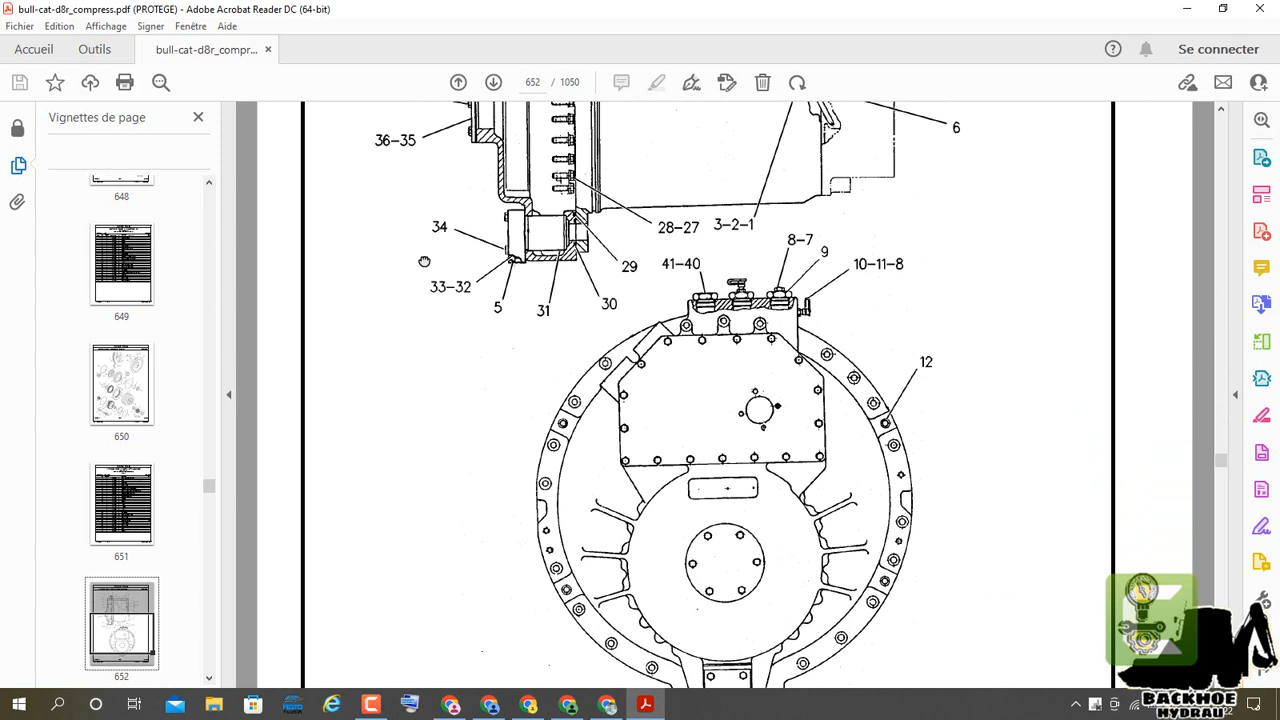 bull-cat-d8r_compress.pdf (PROTEGE) - Adobe Acrobat Reader DC (64-bit)
Fichier Edition Affichage Signer Fenêtre Aide
Accueil Outils bull-cat-d8r_compr... × Se connecter
652 / 1050
Vignettes de page
648
649
650
651
652
36-35
6
34
28-27
3-2-1
8-7
9
10-11-8
41-40
29
33-32
5
31
30
12
BACKHOE
HYDRAU